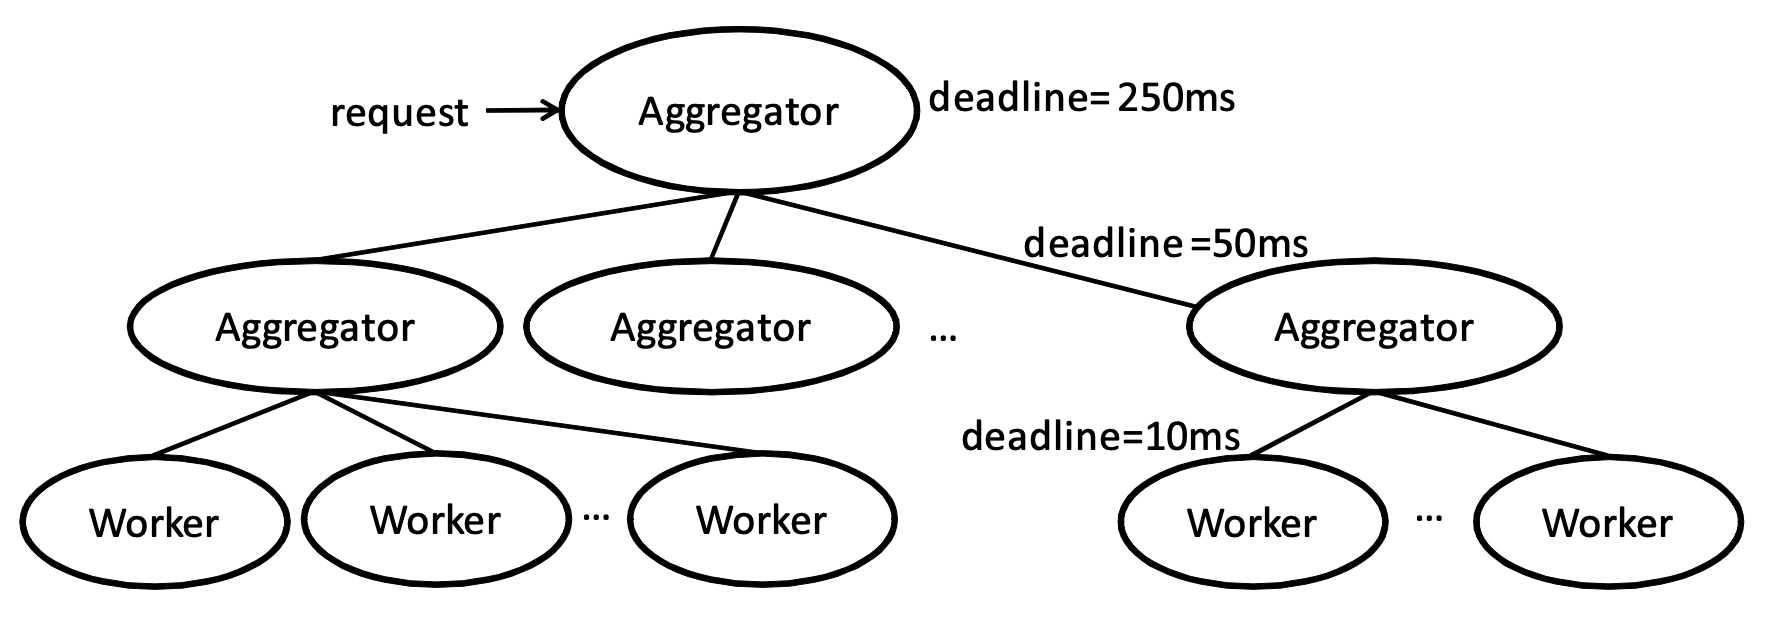 request
Aggregator
deadline= 250ms
deadline =50ms
Aggregator
Aggregator
...
Aggregator
deadline=10ms
Worker
Worker
...
Worker
Worker
...
Worker